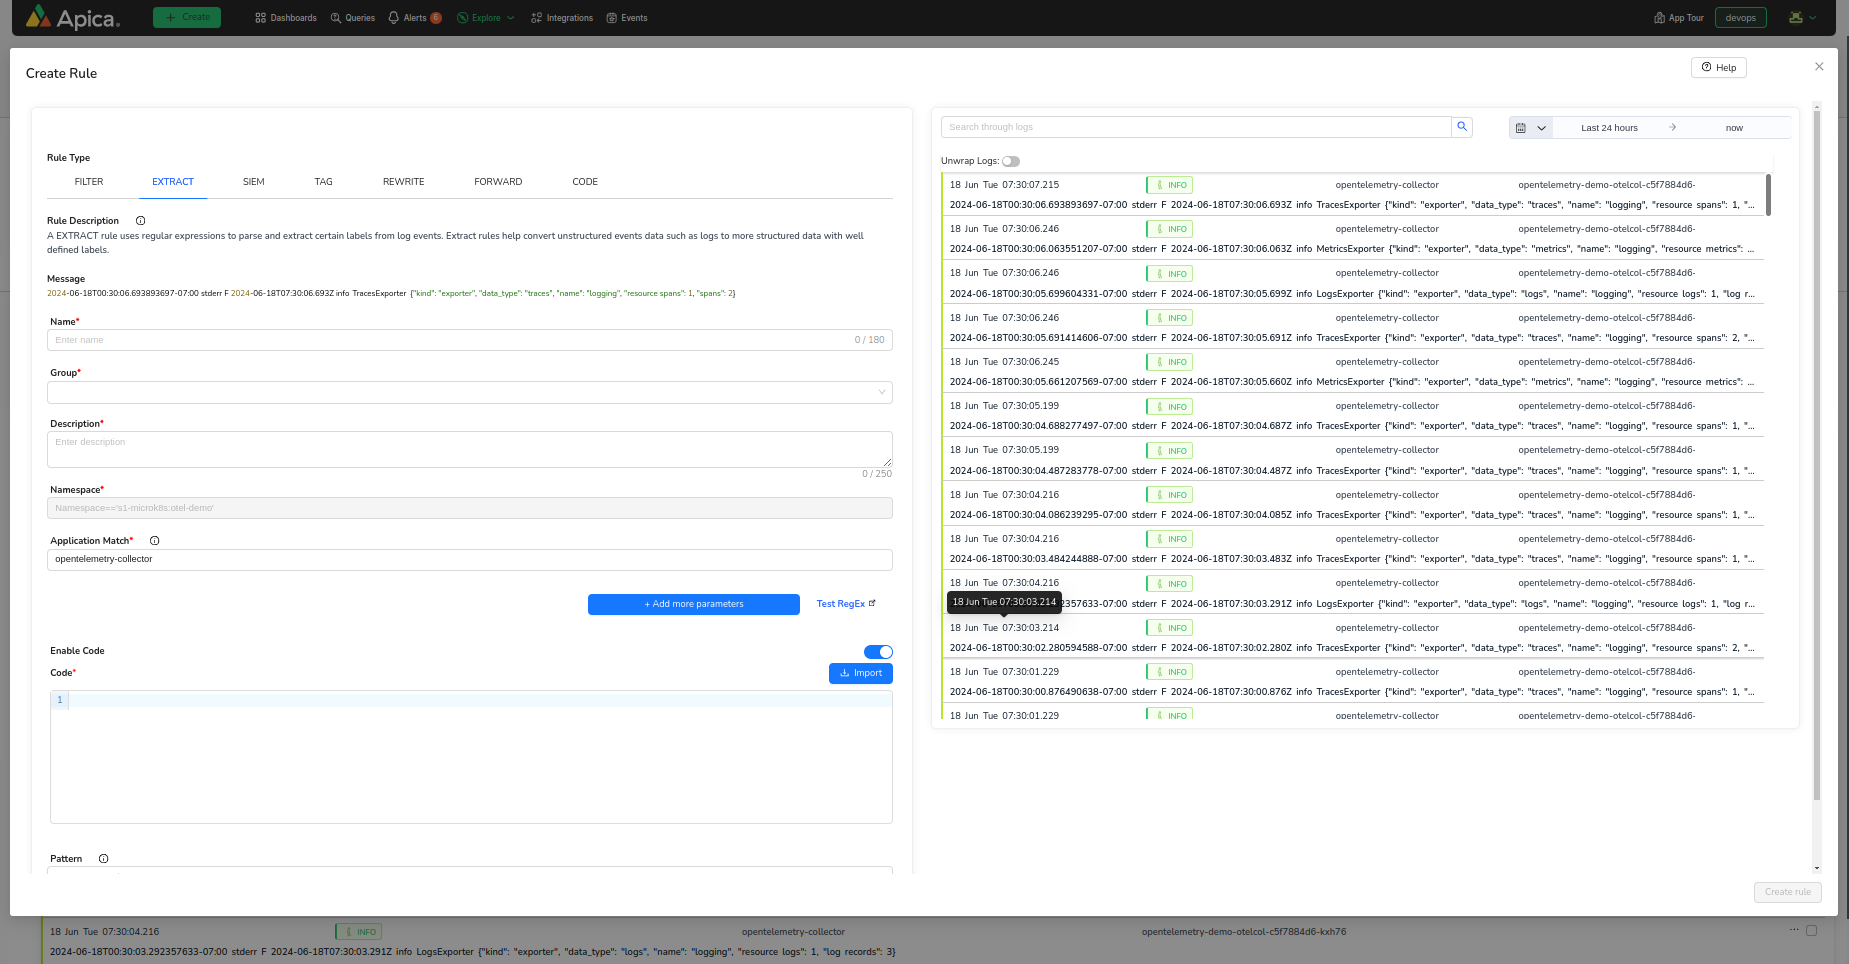 Apica.
+ Create
Dashboards
Queries
Alerts 6
Explore
Integrations
Events
App Tour
devops
Create Rule
Help
Rule Type
FILTER EXTRACT SIEM TAG REWRITE FORWARD CODE
Rule Description
A EXTRACT rule uses regular expressions to parse and extract certain labels from log events. Extract rules help convert unstructured events data such as logs to more structured data with well
defined labels.
Message
2024-06-18T00:30:06.693893697-07:00 stderr F 2024-06-18T07:30:06.693Z info TracesExporter {"kind": "exporter", "data_type": "traces", "name": "logging", "resource spans": 1, "spans": 2}
Name*
Enter name 0 / 180
Group*
Description*
Enter description
0 / 250
Namespace*
Namespace=='s1-microk8s:otel-demo'
Application Match*
opentelemetry-collector
+ Add more parameters Test RegEx
Enable Code
Code*
Import
1
Pattern
Search through logs
Last 24 hours → now
Unwrap Logs:
18 Jun Tue 07:30:07.215 INFO opentelemetry-collector opentelemetry-demo-otelcol-c5f7884d6-
2024-06-18T00:30:06.693893697-07:00 stderr F 2024-06-18T07:30:06.693Z info TracesExporter {"kind": "exporter", "data_type": "traces", "name": "logging", "resource spans": 1, "...
18 Jun Tue 07:30:06.246 INFO opentelemetry-collector opentelemetry-demo-otelcol-c5f7884d6-
2024-06-18T00:30:06.063551207-07:00 stderr F 2024-06-18T07:30:06.063Z info MetricsExporter {"kind": "exporter", "data_type": "metrics", "name": "logging", "resource metrics": ...
18 Jun Tue 07:30:06.246 INFO opentelemetry-collector opentelemetry-demo-otelcol-c5f7884d6-
2024-06-18T00:30:05.699604331-07:00 stderr F 2024-06-18T07:30:05.699Z info LogsExporter {"kind": "exporter", "data_type": "logs", "name": "logging", "resource logs": 1, "log r...
18 Jun Tue 07:30:06.246 INFO opentelemetry-collector opentelemetry-demo-otelcol-c5f7884d6-
2024-06-18T00:30:05.691414606-07:00 stderr F 2024-06-18T07:30:05.691Z info TracesExporter {"kind": "exporter", "data_type": "traces", "name": "logging", "resource spans": 2, "...
18 Jun Tue 07:30:06.245 INFO opentelemetry-collector opentelemetry-demo-otelcol-c5f7884d6-
2024-06-18T00:30:05.661207569-07:00 stderr F 2024-06-18T07:30:05.660Z info MetricsExporter {"kind": "exporter", "data_type": "metrics", "name": "logging", "resource metrics": ...
18 Jun Tue 07:30:05.199 INFO opentelemetry-collector opentelemetry-demo-otelcol-c5f7884d6-
2024-06-18T00:30:04.688277497-07:00 stderr F 2024-06-18T07:30:04.687Z info TracesExporter {"kind": "exporter", "data_type": "traces", "name": "logging", "resource spans": 1, "...
18 Jun Tue 07:30:05.199 INFO opentelemetry-collector opentelemetry-demo-otelcol-c5f7884d6-
2024-06-18T00:30:04.487283778-07:00 stderr F 2024-06-18T07:30:04.487Z info TracesExporter {"kind": "exporter", "data_type": "traces", "name": "logging", "resource spans": 1, "...
18 Jun Tue 07:30:04.216 INFO opentelemetry-collector opentelemetry-demo-otelcol-c5f7884d6-
2024-06-18T00:30:04.086239295-07:00 stderr F 2024-06-18T07:30:04.085Z info TracesExporter {"kind": "exporter", "data_type": "traces", "name": "logging", "resource spans": 1, "...
18 Jun Tue 07:30:04.216 INFO opentelemetry-collector opentelemetry-demo-otelcol-c5f7884d6-
2024-06-18T00:30:03.484244888-07:00 stderr F 2024-06-18T07:30:03.483Z info TracesExporter {"kind": "exporter", "data_type": "traces", "name": "logging", "resource spans": 1, "...
18 Jun Tue 07:30:04.216 INFO opentelemetry-collector opentelemetry-demo-otelcol-c5f7884d6-
18 Jun Tue 07:30:03.214 2357633-07:00 stderr F 2024-06-18T07:30:03.291Z info LogsExporter {"kind": "exporter", "data_type": "logs", "name": "logging", "resource logs": 1, "log r...
18 Jun Tue 07:30:03.214 INFO opentelemetry-collector opentelemetry-demo-otelcol-c5f7884d6-
2024-06-18T00:30:02.280594588-07:00 stderr F 2024-06-18T07:30:02.280Z info TracesExporter {"kind": "exporter", "data_type": "traces", "name": "logging", "resource spans": 2, "...
18 Jun Tue 07:30:01.229 INFO opentelemetry-collector opentelemetry-demo-otelcol-c5f7884d6-
2024-06-18T00:30:00.876490638-07:00 stderr F 2024-06-18T07:30:00.876Z info TracesExporter {"kind": "exporter", "data_type": "traces", "name": "logging", "resource spans": 1, "...
18 Jun Tue 07:30:01.229 INFO opentelemetry-collector opentelemetry-demo-otelcol-c5f7884d6-
Create rule
18 Jun Tue 07:30:04.216 INFO opentelemetry-collector opentelemetry-demo-otelcol-c5f7884d6-kxh76 ...
2024-06-18T00:30:03.292357633-07:00 stderr F 2024-06-18T07:30:03.291Z info LogsExporter {"kind": "exporter", "data_type": "logs", "name": "logging", "resource logs": 1, "log records": 3}